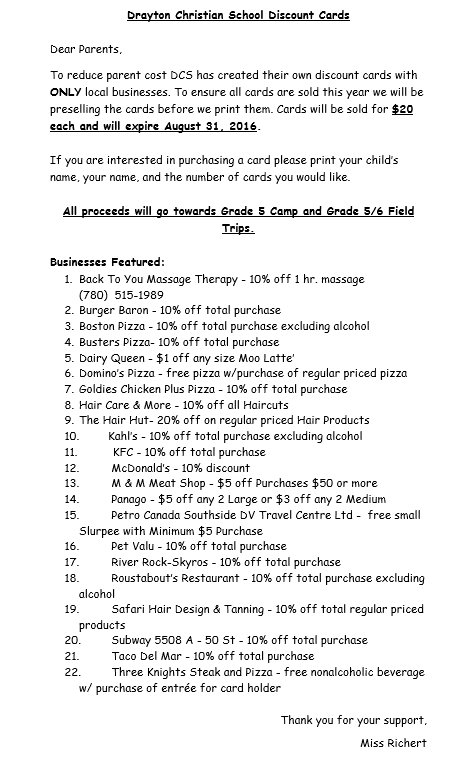 Drayton Christian School Discount Cards
Dear Parents,
To reduce parent cost DCS has created their own discount cards with
ONLY local businesses. To ensure all cards are sold this year we will be
preselling the cards before we print them. Cards will be sold for $20
each and will expire August 31, 2016.
If you are interested in purchasing a card please print your child's
name, your name, and the number of cards you would like.
All proceeds will go towards Grade 5 Camp and Grade 5/6 Field
Trips.
Businesses Featured:
1. Back To You Massage Therapy - 10% off 1 hr. massage
(780) 515-1989
2. Burger Baron - 10% off total purchase
3. Boston Pizza - 10% off total purchase excluding alcohol
4. Busters Pizza- 10% off total purchase
5. Dairy Queen - $1 off any size Moo Latte'
6. Domino's Pizza - free pizza w/purchase of regular priced pizza
7. Goldies Chicken Plus Pizza - 10% off total purchase
8. Hair Care & More - 10% off all Haircuts
9. The Hair Hut- 20% off on regular priced Hair Products
10. Kahl's - 10% off total purchase excluding alcohol
11. KFC - 10% off total purchase
12. McDonald's - 10% discount
13. M & M Meat Shop - $5 off Purchases $50 or more
14. Panago - $5 off any 2 Large or $3 off any 2 Medium
15. Petro Canada Southside DV Travel Centre Ltd - free small
Slurpee with Minimum $5 Purchase
16. Pet Valu - 10% off total purchase
17. River Rock-Skyros - 10% off total purchase
18. Roustabout's Restaurant - 10% off total purchase excluding
alcohol
19. Safari Hair Design & Tanning - 10% off total regular priced
products
20. Subway 5508 A - 50 St - 10% off total purchase
21. Taco Del Mar - 10% off total purchase
22. Three Knights Steak and Pizza - free nonalcoholic beverage
w/ purchase of entrée for card holder
Thank you for your support,
Miss Richert